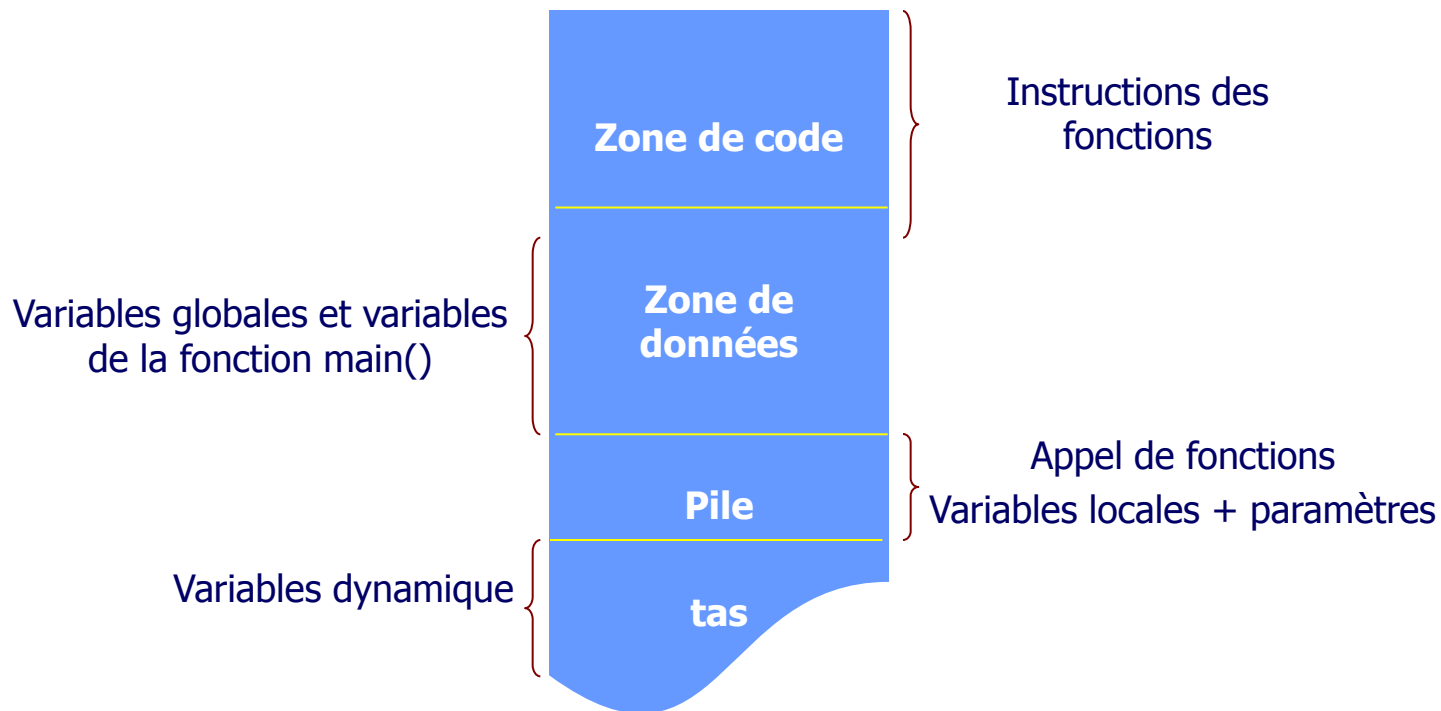 Instructions des
fonctions
Zone de code
Variables globales et variables
de la fonction main()
Zone de
données
Appel de fonctions
Variables locales + paramètres
Pile
Variables dynamique
tas